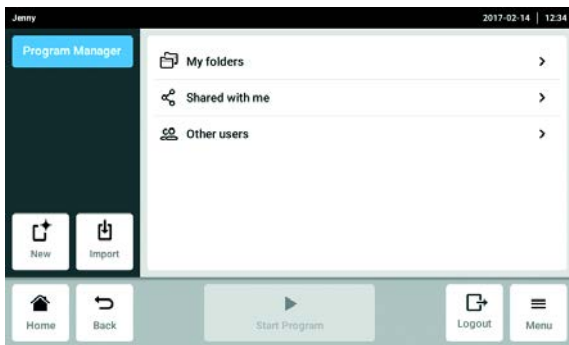 Jenny 2017-02-14 | 12:34
Program Manager
My folders
Shared with me
Other users
New Import
Home Back Start Program Logout Menu